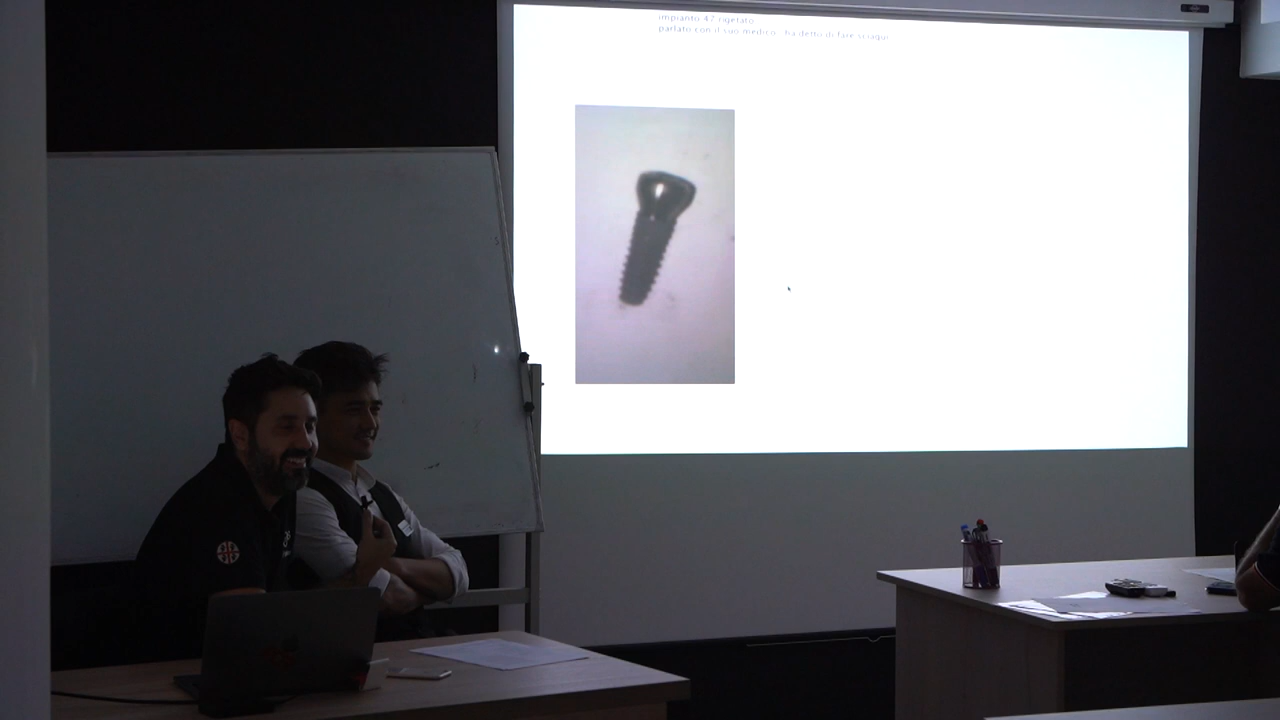 impianto 47 rigetato
parlato con il suo medico ha detto di fare sciaqui